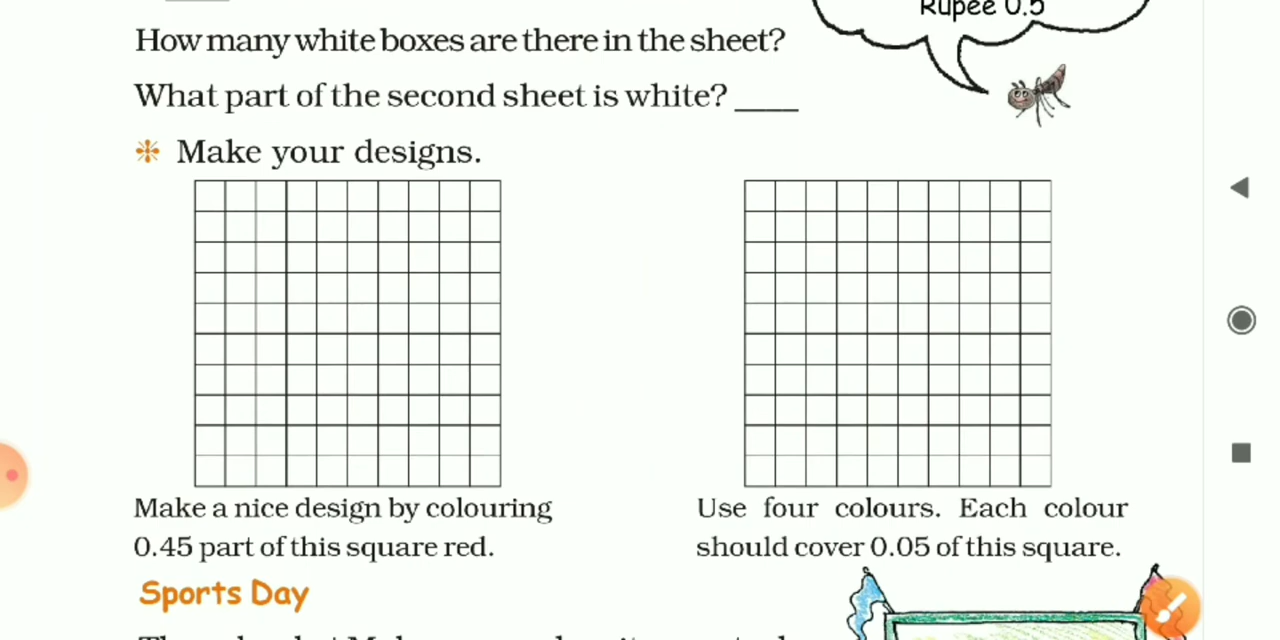 Rupee 0.5
How many white boxes are there in the sheet?
What part of the second sheet is white? ____
Make your designs.
Make a nice design by colouring
0.45 part of this square red.
Use four colours. Each colour
should cover 0.05 of this square.
Sports Day